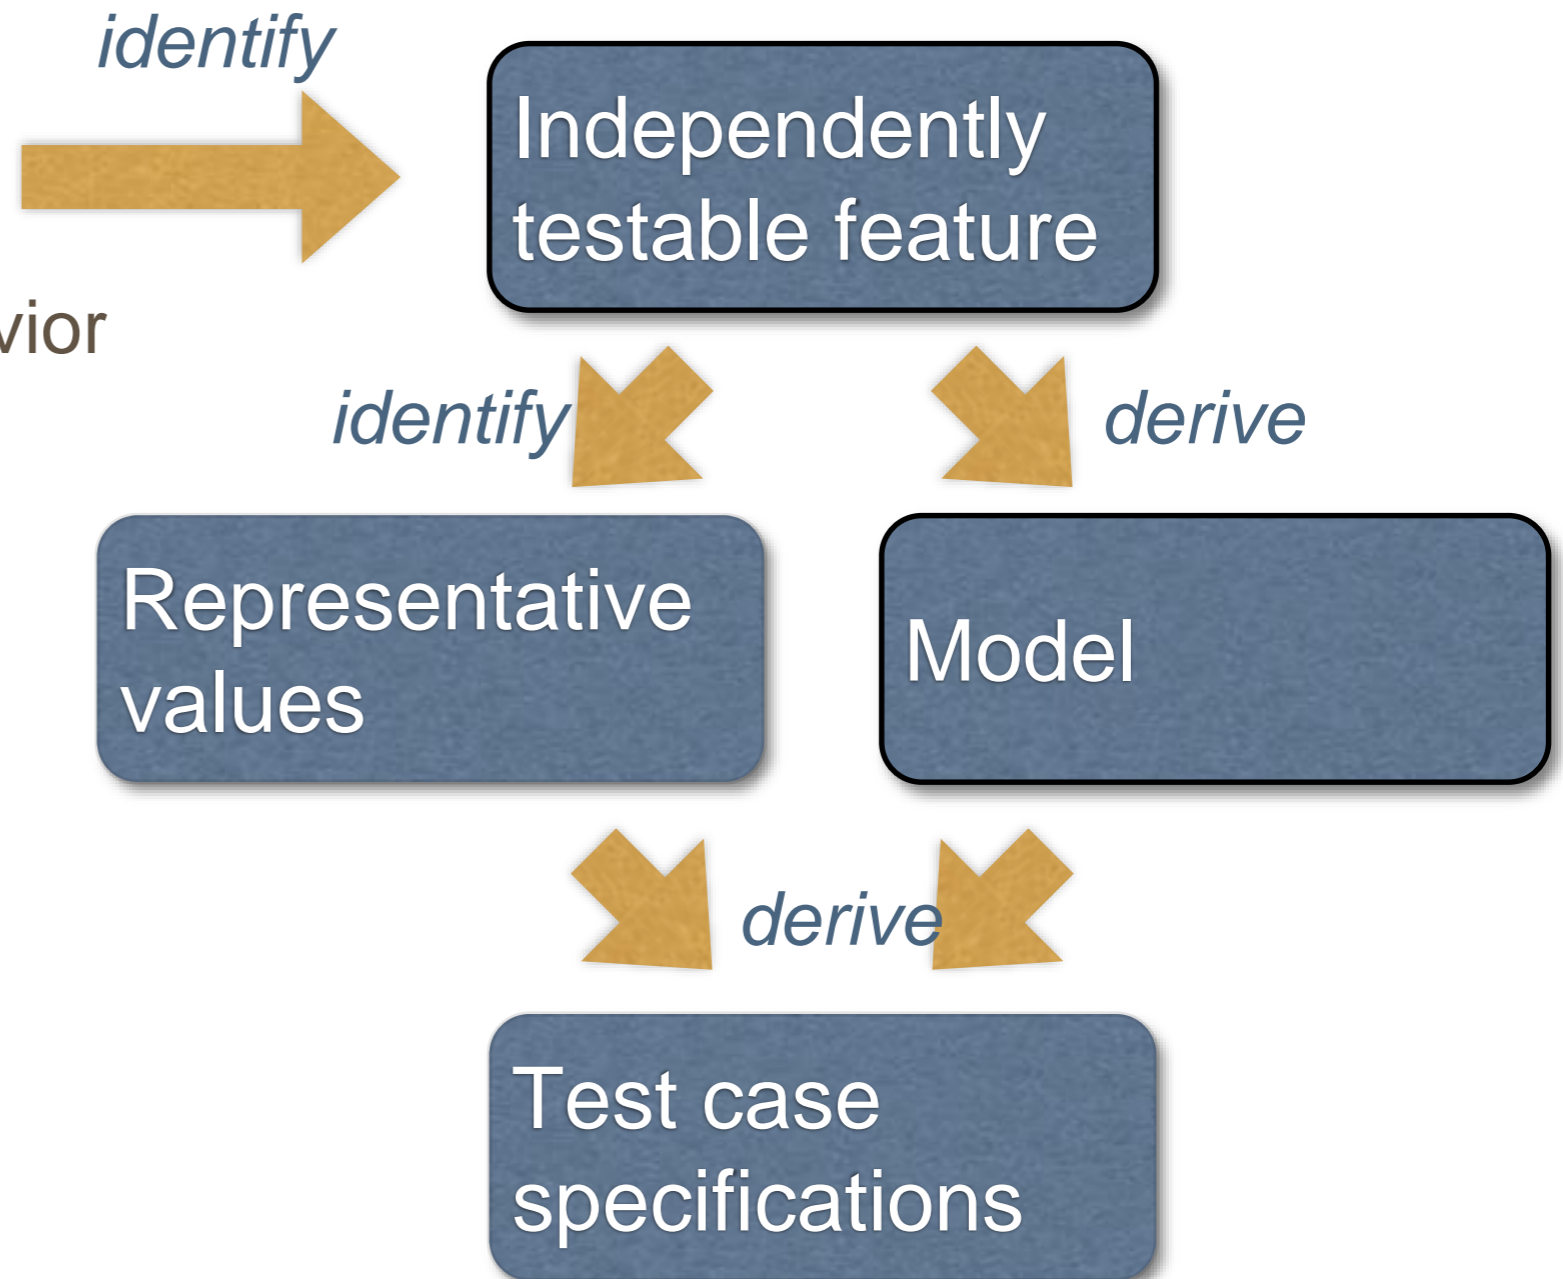 identify
Independently
testable feature
vior
identify
derive
Representative
values
Model
derive
Test case
specifications